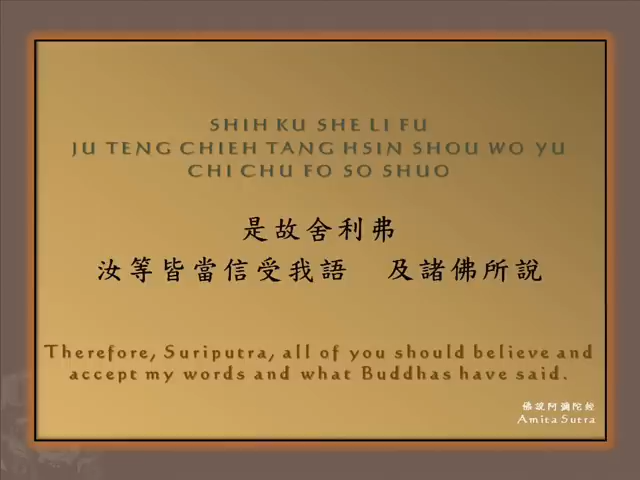 SHIH KU SHE LI FU
JU TENG CHIEH TANG HSIN SHOU WO YU
CHI CHU FO SO SHUO
是故舍利弗
汝等皆當信受我語　及諸佛所說
Therefore, Suriputra, all of you should believe and
accept my words and what Buddhas have said.
佛說阿彌陀經
Amita Sutra